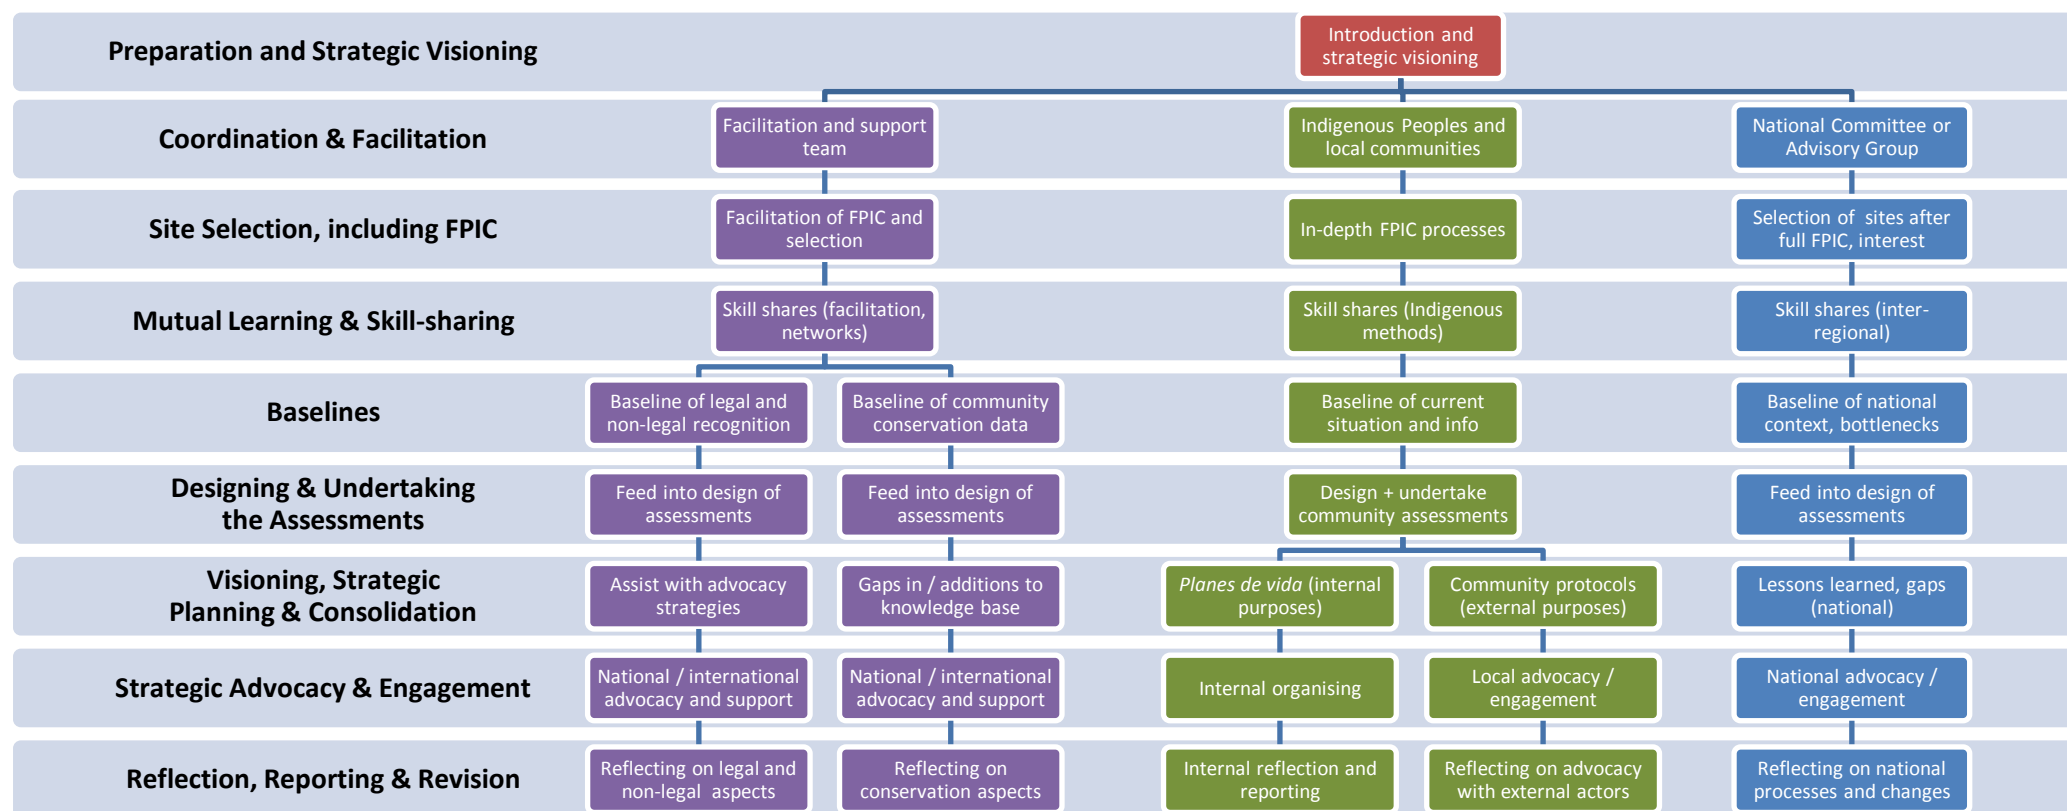 Preparation and Strategic Visioning
Introduction and
strategic visioning
Coordination & Facilitation
Facilitation and support
team
Indigenous Peoples and
local communities
National Committee or
Advisory Group
Site Selection, including FPIC
Facilitation of FPIC and
selection
In-depth FPIC processes
Selection of sites after
full FPIC, interest
Mutual Learning & Skill-sharing
Skill shares (facilitation,
networks)
Skill shares (Indigenous
methods)
Skill shares (inter-
regional)
Baselines
Baseline of legal and
non-legal recognition
Baseline of community
conservation data
Baseline of current
situation and info
Baseline of national
context, bottlenecks
Designing & Undertaking
the Assessments
Feed into design of
assessments
Feed into design of
assessments
Design + undertake
community assessments
Feed into design of
assessments
Visioning, Strategic
Planning & Consolidation
Assist with advocacy
strategies
Gaps in / additions to
knowledge base
Planes de vida (internal
purposes)
Community protocols
(external purposes)
Lessons learned, gaps
(national)
Strategic Advocacy & Engagement
National / international
advocacy and support
National / international
advocacy and support
Internal organising
Local advocacy /
engagement
National advocacy /
engagement
Reflection, Reporting & Revision
Reflecting on legal and
non-legal aspects
Reflecting on
conservation aspects
Internal reflection and
reporting
Reflecting on advocacy
with external actors
Reflecting on national
processes and changes